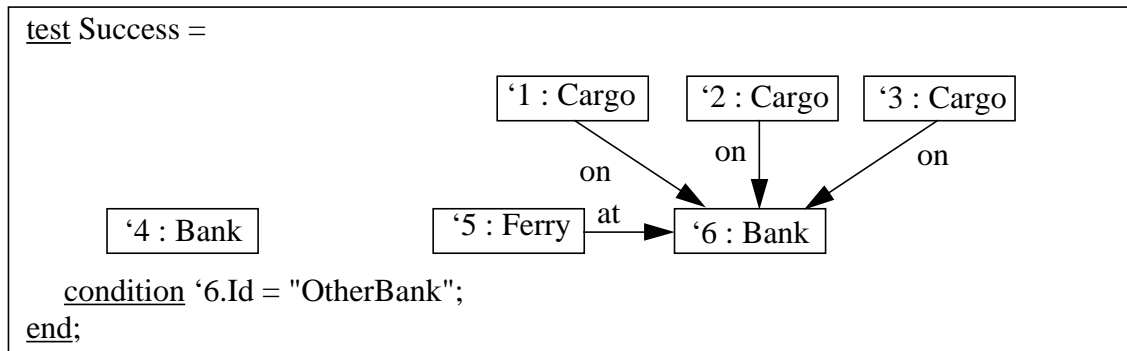 test Success =
‘1 : Cargo ‘2 : Cargo ‘3 : Cargo
on on on
‘4 : Bank ‘5 : Ferry at ‘6 : Bank
condition ‘6.Id = "OtherBank";
end;